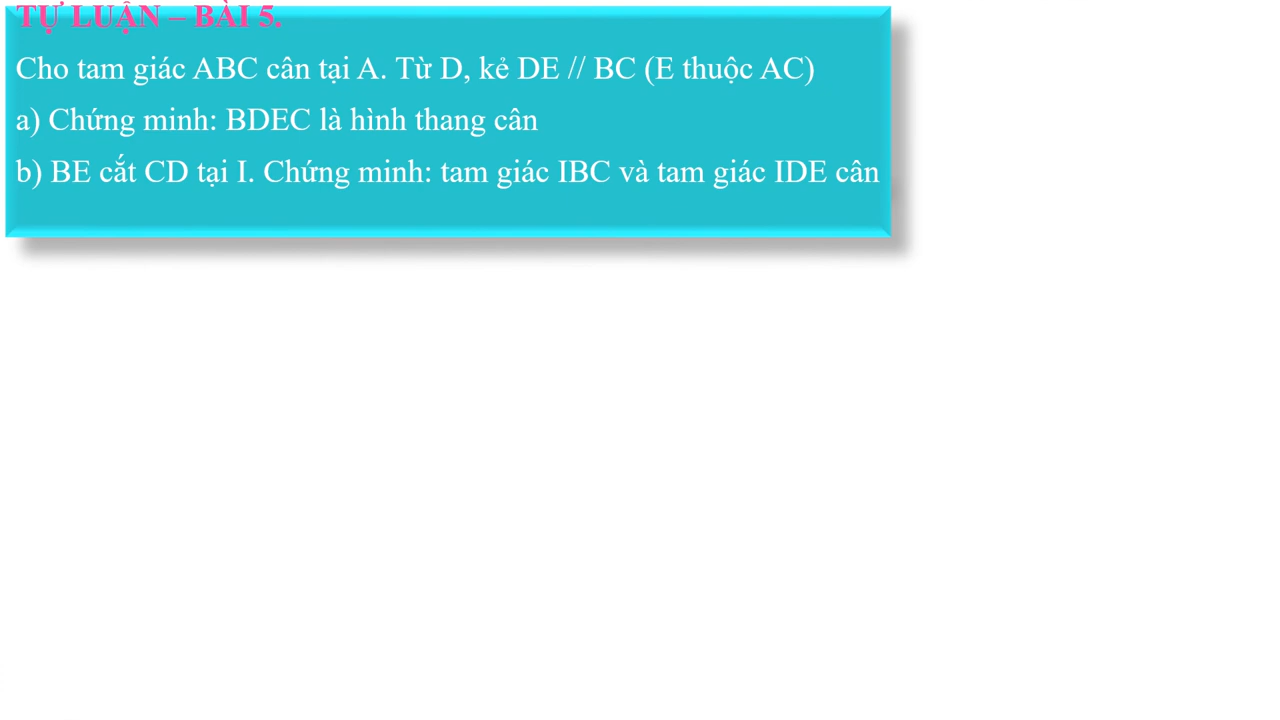 TỰ LUẬN – BÀI 5.
Cho tam giác ABC cân tại A. Từ D, kẻ DE // BC (E thuộc AC)
a) Chứng minh: BDEC là hình thang cân
b) BE cắt CD tại I. Chứng minh: tam giác IBC và tam giác IDE cân